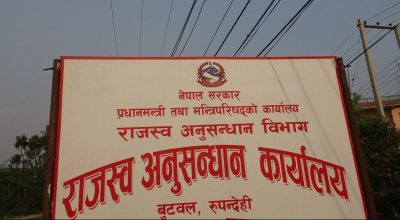 नेपाल सरकार
प्रधानमन्त्री तथा मन्त्रिपरिषद्को कार्यालय
राजस्व अनुसन्धान विभाग
राजस्व अनुसन्धान कार्यालय
बुटवल, रुपन्देही